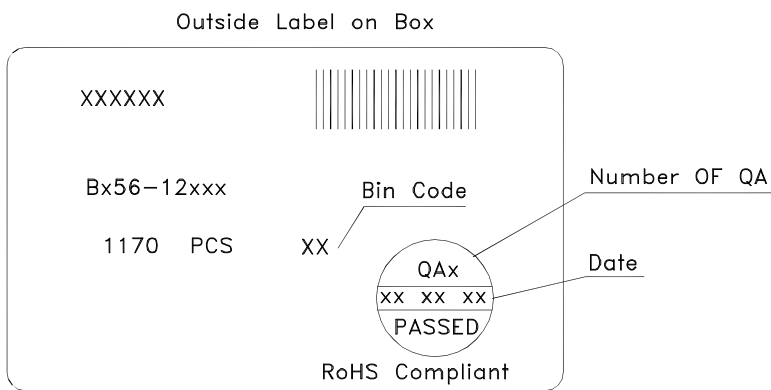 Outside Label on Box
XXXXXX
Bx56-12xxx
Bin Code
Number OF QA
1170 PCS
XX
QAx
Date
xx xx xx
PASSED
RoHS Compliant